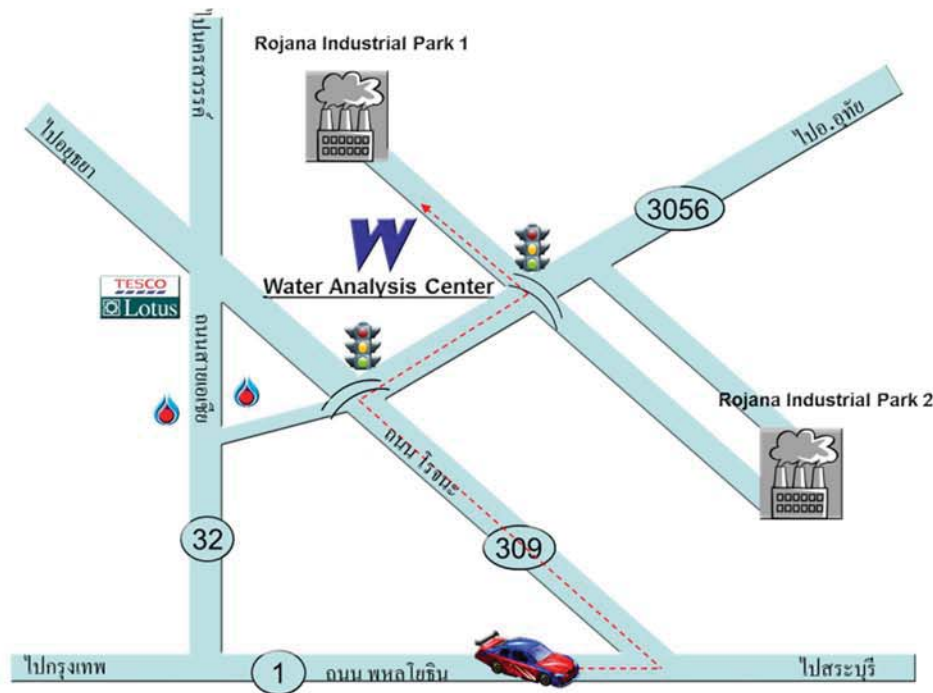 ไปนครสวรรค์
Rojana Industrial Park 1
ไปอยุธยา
ไปอ.อุทัย
3056
W
Water Analysis Center
TESCO
Lotus
ถนนสายเอเซีย
Rojana Industrial Park 2
ถนน โรจนะ
32
309
ไปกรุงเทพ
1
ถนน พหลโยธิน
ไปสระบุรี